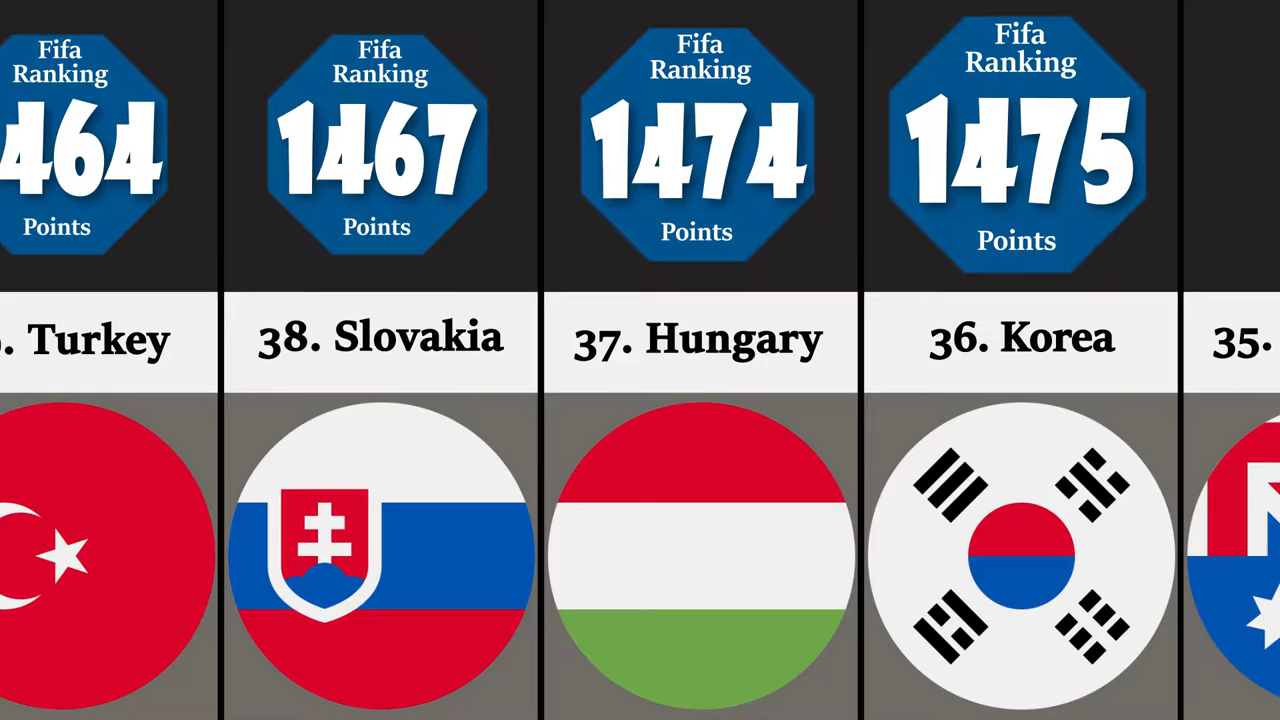 Fifa
Ranking
464
Points
Fifa
Ranking
1467
Points
Fifa
Ranking
1474
Points
Fifa
Ranking
1475
Points
. Turkey
38. Slovakia
37. Hungary
36. Korea
35.